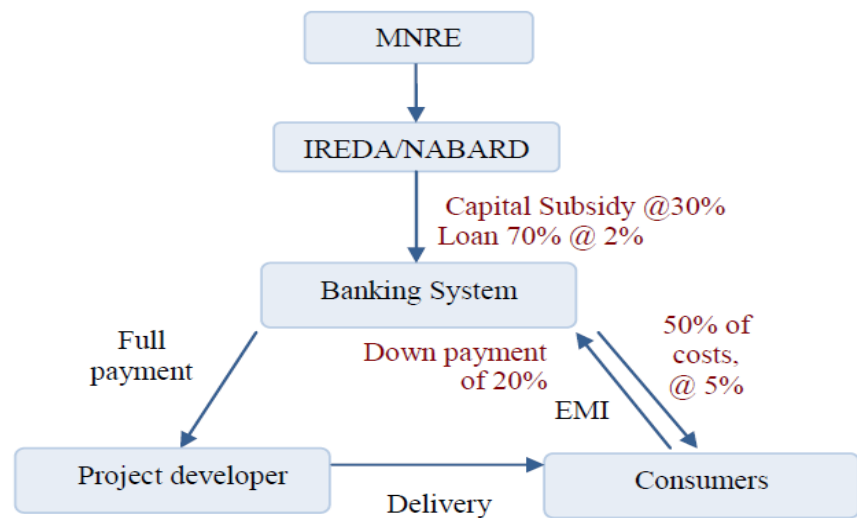 MNRE
IREDA/NABARD
Capital Subsidy @30%
Loan 70% @ 2%
Banking System
Full
payment
Down payment
of 20%
EMI
50% of
costs,
@ 5%
Project developer
Delivery
Consumers